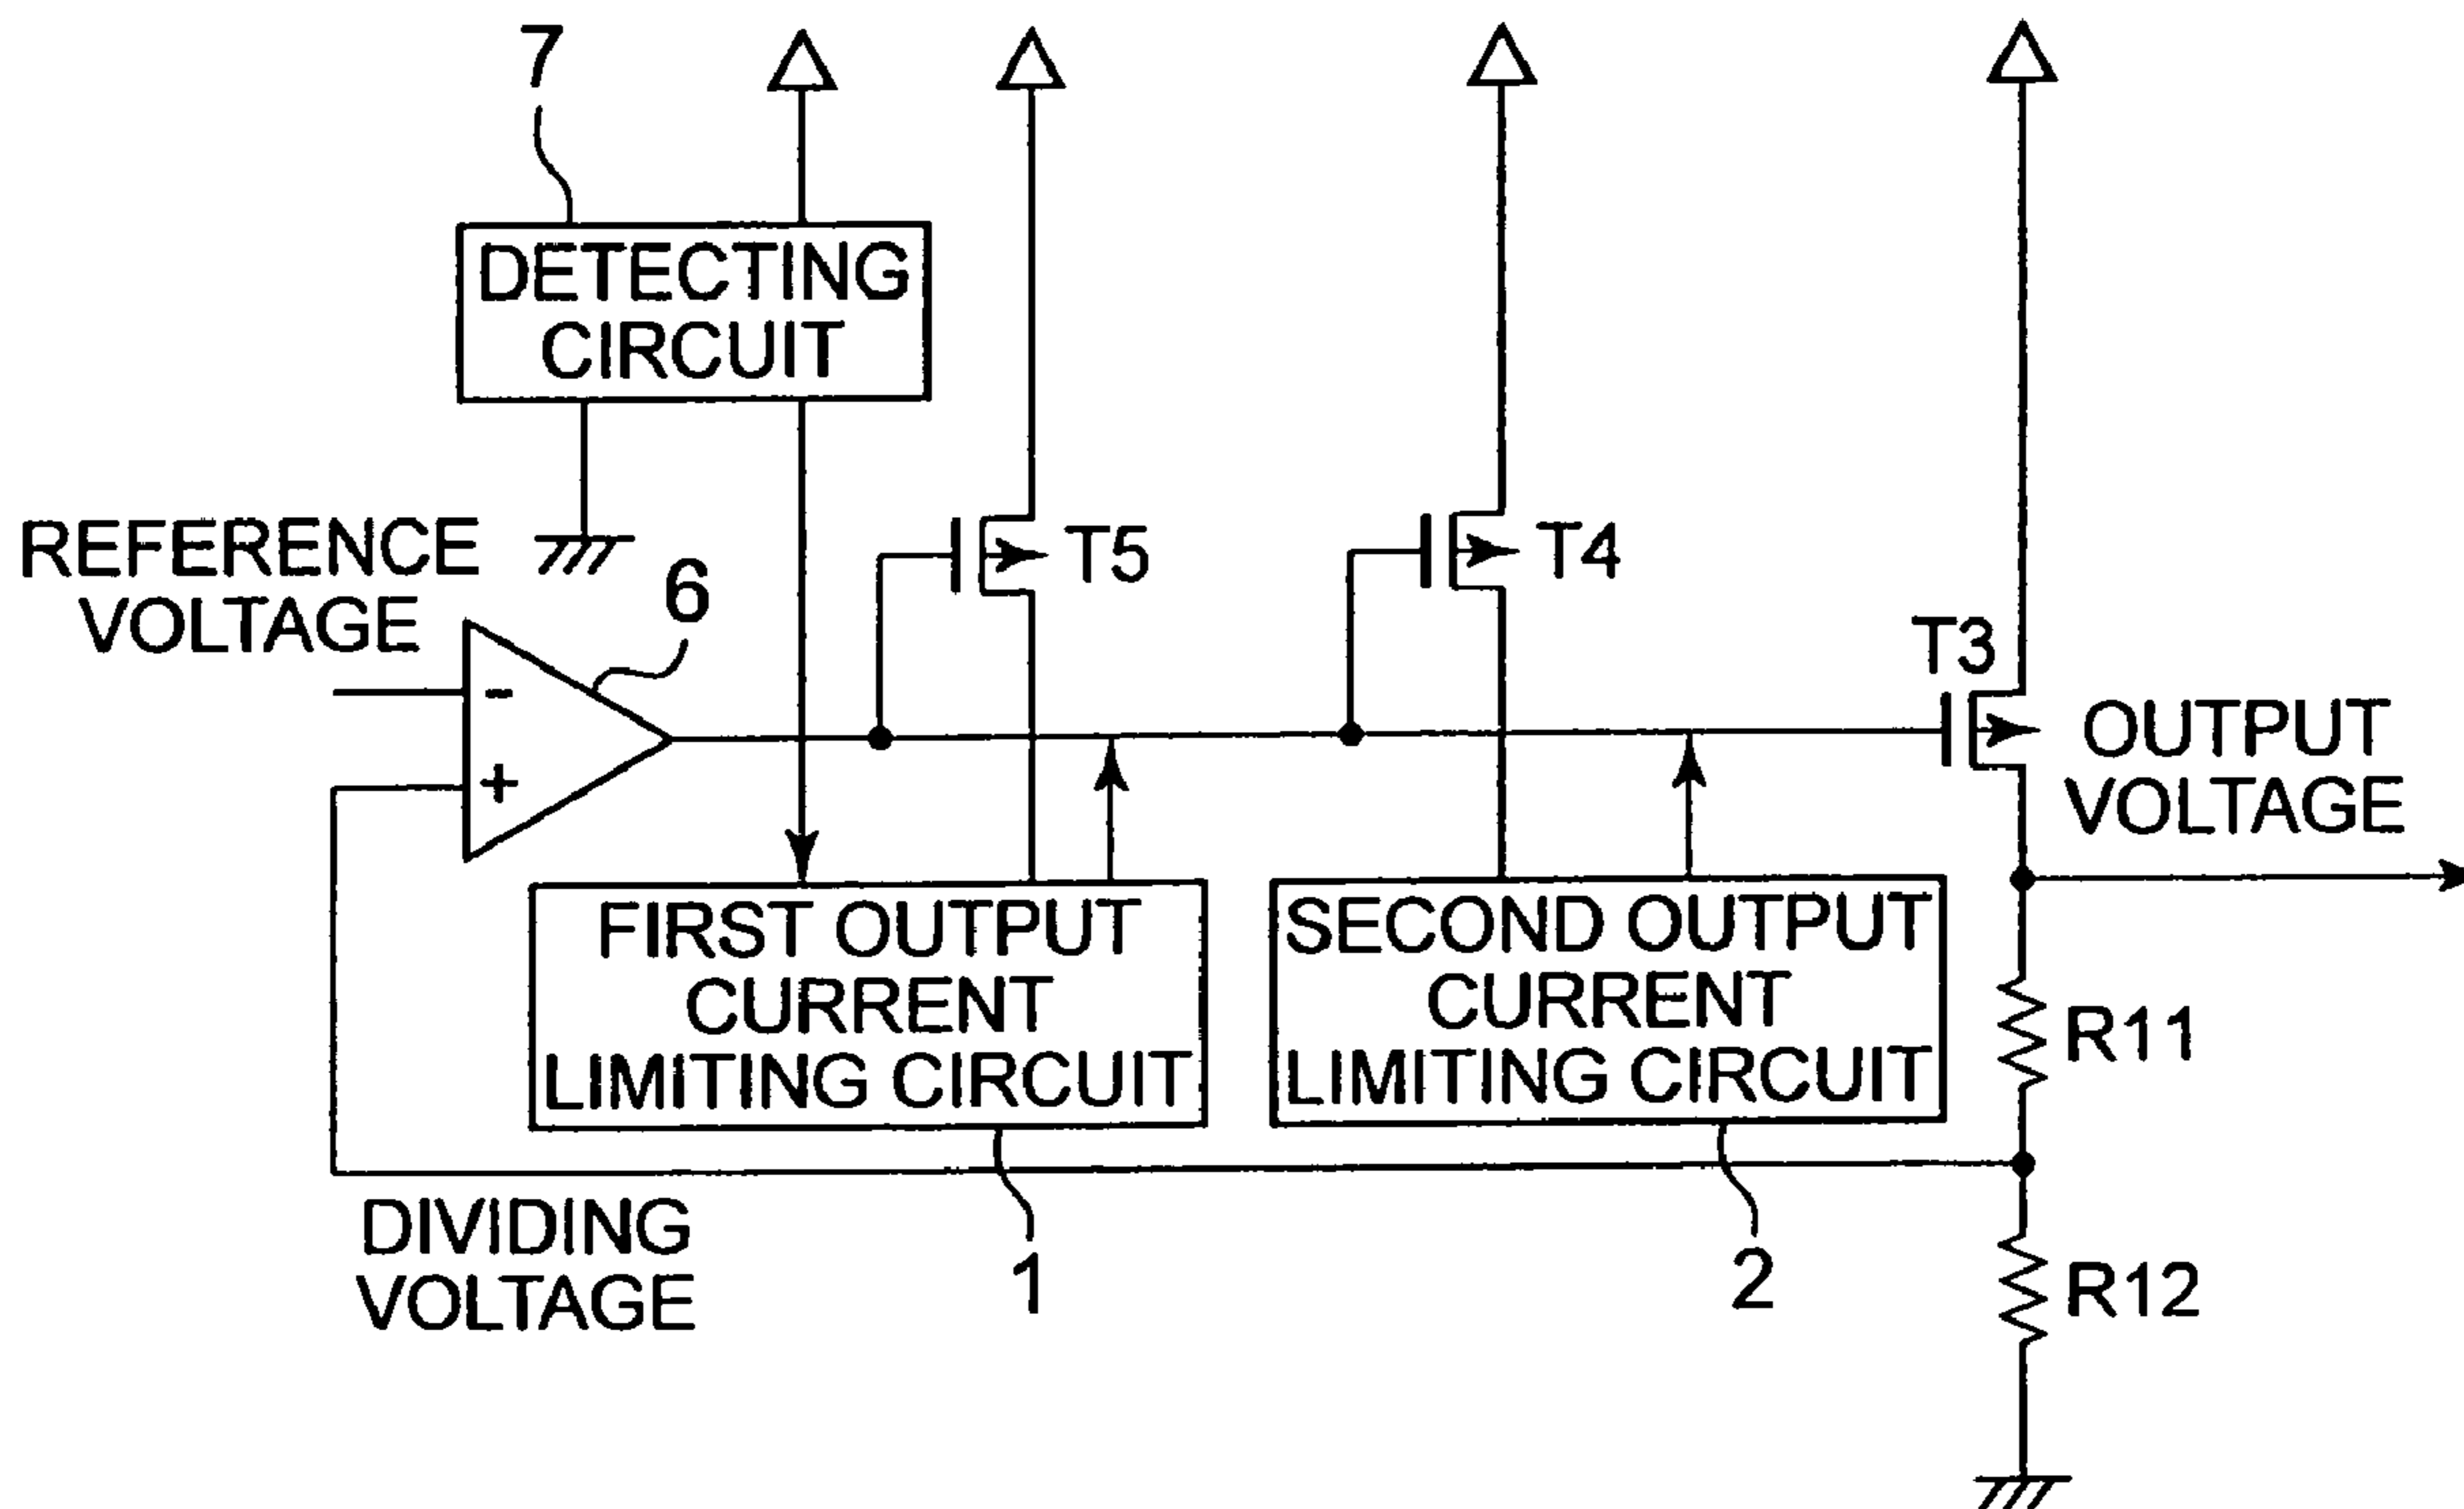 7
DETECTING
CIRCUIT
REFERENCE
VOLTAGE
6
T5
T4
T3
-
+
OUTPUT
VOLTAGE
FIRST OUTPUT
CURRENT
LIMITING CIRCUIT
SECOND OUTPUT
CURRENT
LIMITING CIRCUIT
R11
DIVIDING
VOLTAGE
1
2
R12